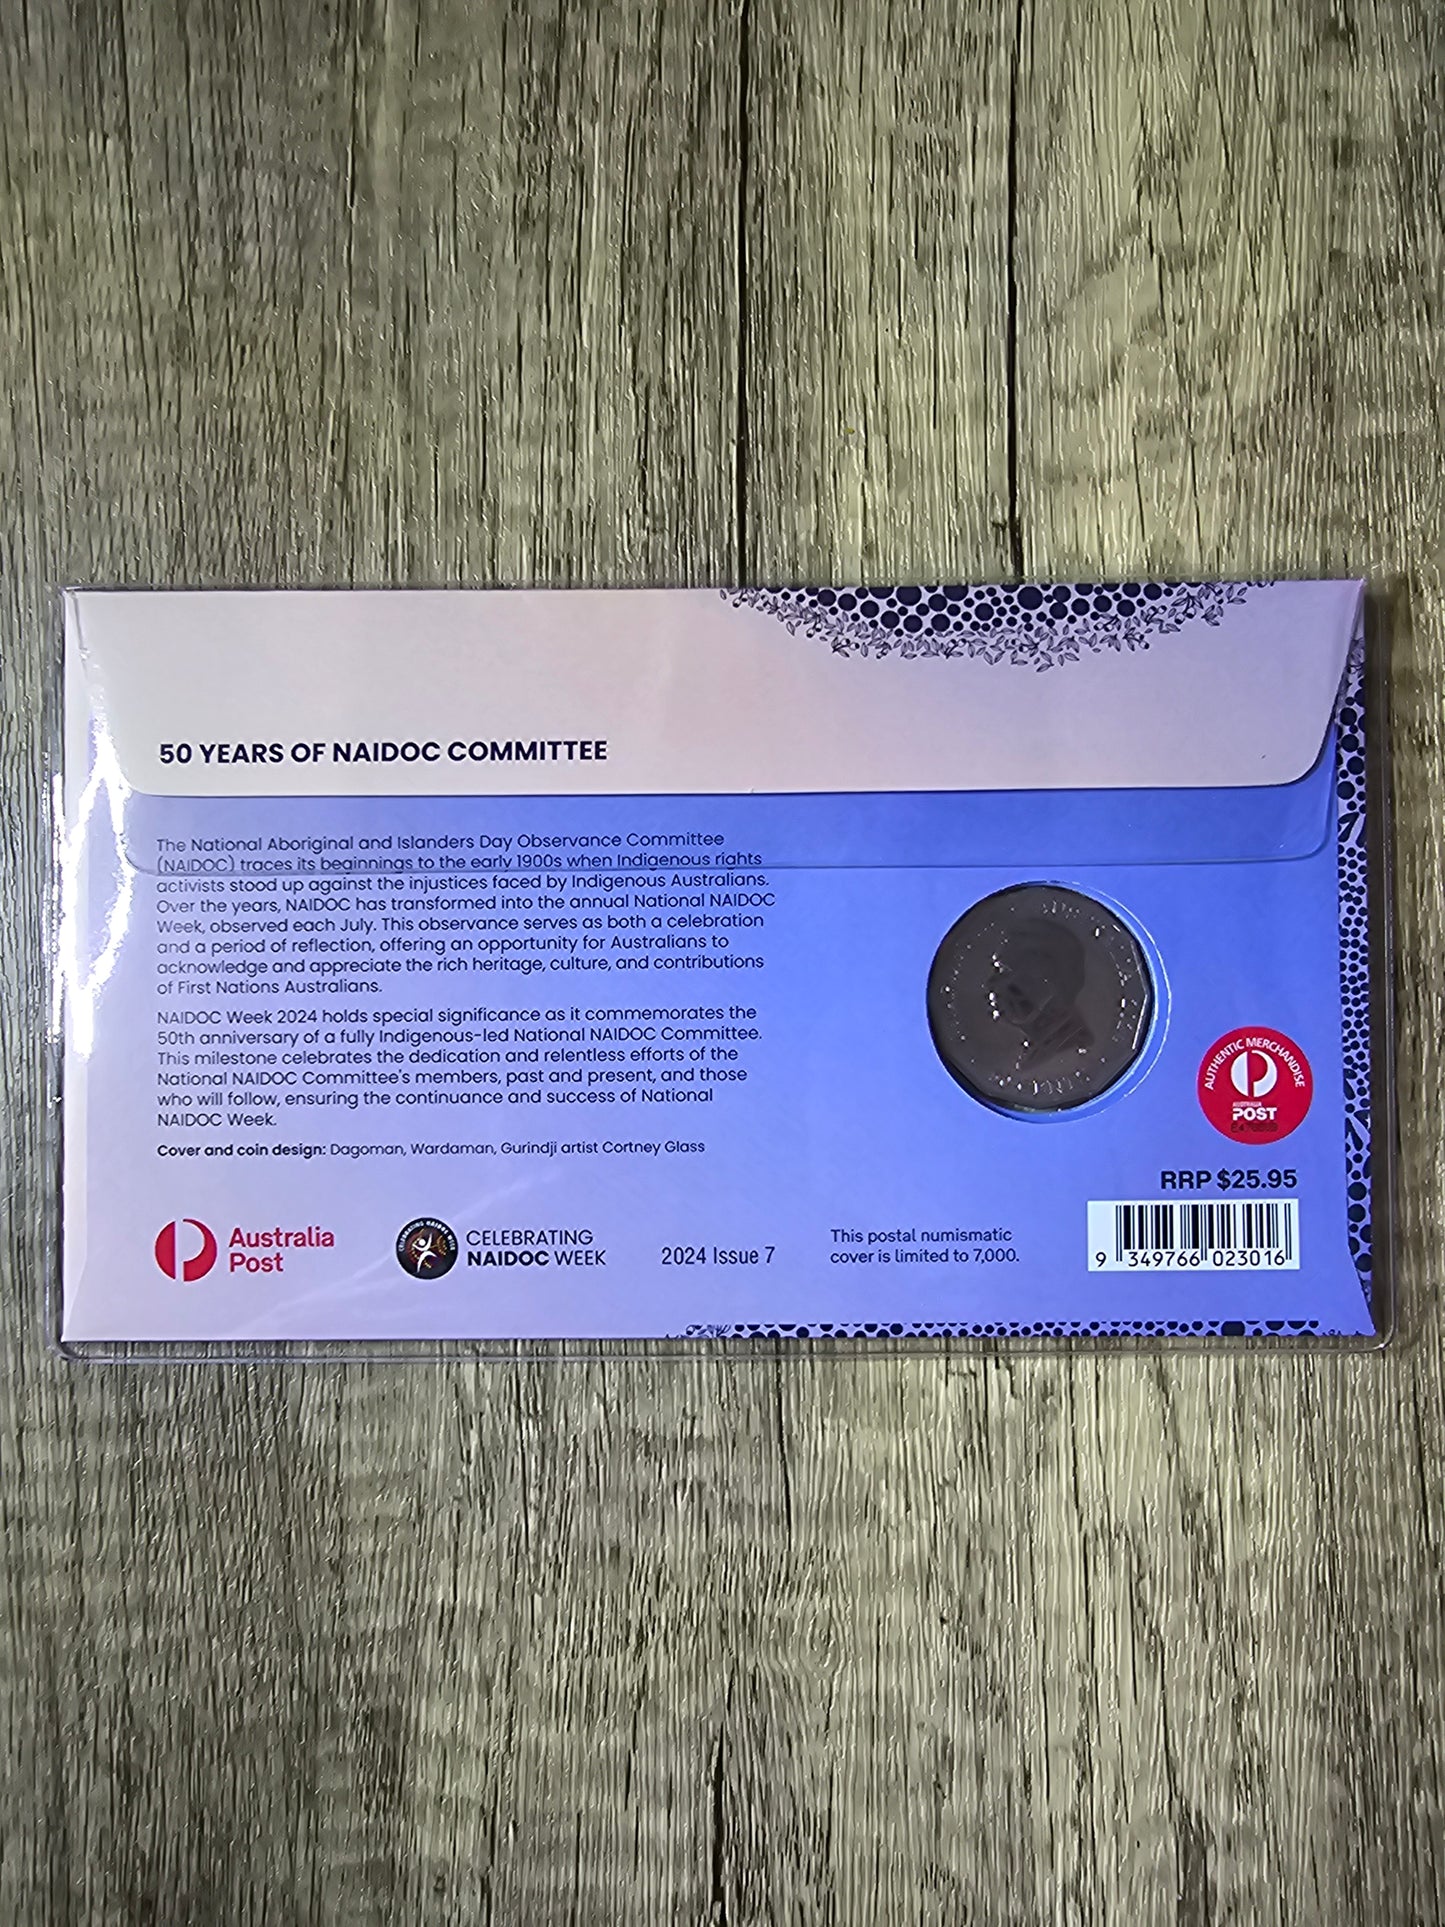 50 YEARS OF NAIDOC COMMITTEE
The National Aboriginal and Islanders Day Observance Committee
(NAIDOC) traces its beginnings to the early 1900s when Indigenous rights
activists stood up against the injustices faced by Indigenous Australians.
Over the years, NAIDOC has transformed into the annual National NAIDOC
Week, observed each July. This observance serves as both a celebration
and a period of reflection, offering an opportunity for Australians to
acknowledge and appreciate the rich heritage, culture, and contributions
of First Nations Australians.
NAIDOC Week 2024 holds special significance as it commemorates the
50th anniversary of a fully Indigenous-led National NAIDOC Committee.
This milestone celebrates the dedication and relentless efforts of the
National NAIDOC Committee's members, past and present, and those
who will follow, ensuring the continuance and success of National
NAIDOC Week.
Cover and coin design: Dagoman, Wardaman, Gurindji artist Cortney Glass
AUTHENTIC MERCHANDISE
AUSTRALIA
POST
RRP $25.95
Australia
Post
CELEBRATING NAIDOC WEEK
CELEBRATING
NAIDOC WEEK
2024 Issue 7
This postal numismatic
cover is limited to 7,000.
9 349766 023016